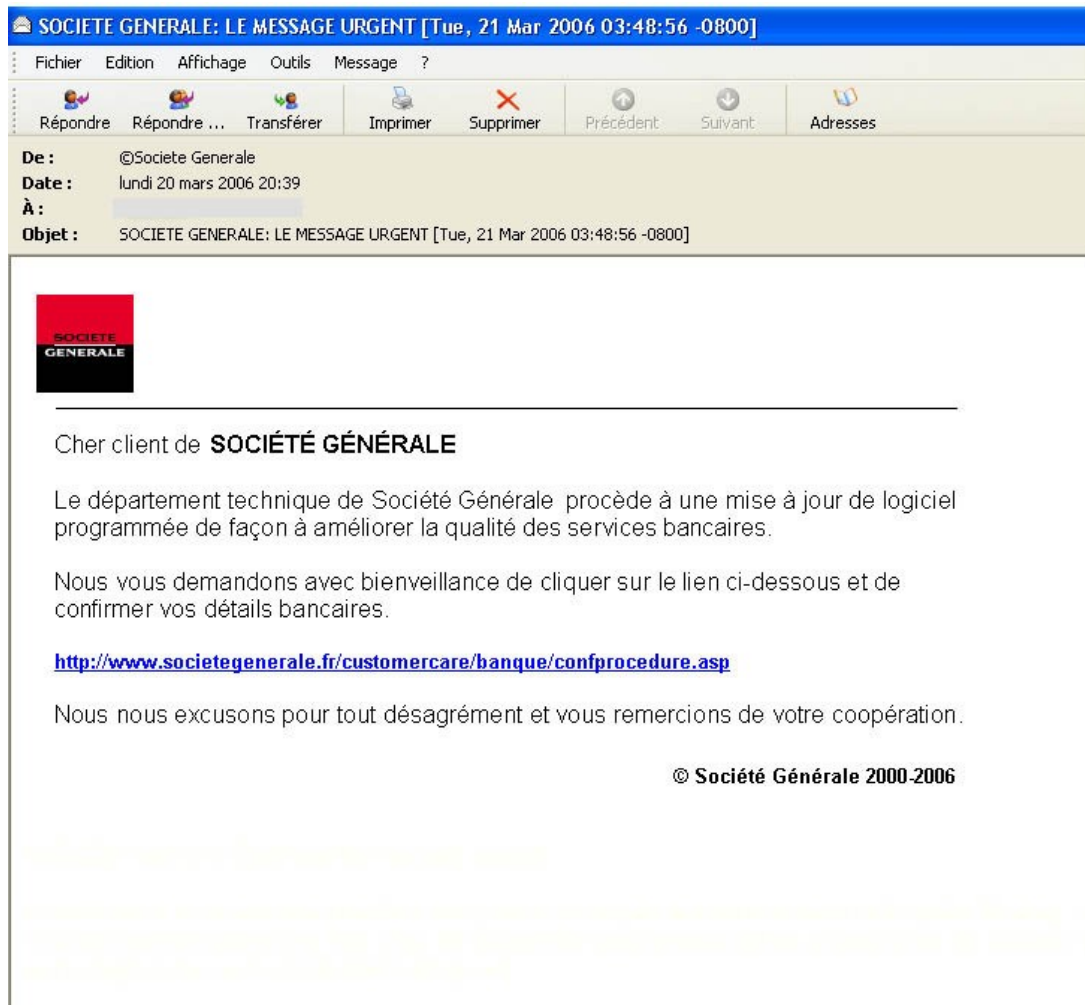 SOCIETE GENERALE: LE MESSAGE URGENT [Tue, 21 Mar 2006 03:48:56 -0800]
Fichier Edition Affichage Outils Message ?
Répondre Répondre ... Transférer Imprimer Supprimer Précédent Suivant Adresses
De : ©Societe Generale
Date : lundi 20 mars 2006 20:39
À :
Objet : SOCIETE GENERALE: LE MESSAGE URGENT [Tue, 21 Mar 2006 03:48:56 -0800]
SOCIETE
GENERALE
Cher client de SOCIÉTÉ GÉNÉRALE
Le département technique de Société Générale procède à une mise à jour de logiciel
programmée de façon à améliorer la qualité des services bancaires.
Nous vous demandons avec bienveillance de cliquer sur le lien ci-dessous et de
confirmer vos détails bancaires.
http://www.societegenerale.fr/customercare/banque/confprocedure.asp
Nous nous excusons pour tout désagrément et vous remercions de votre coopération.
© Société Générale 2000-2006